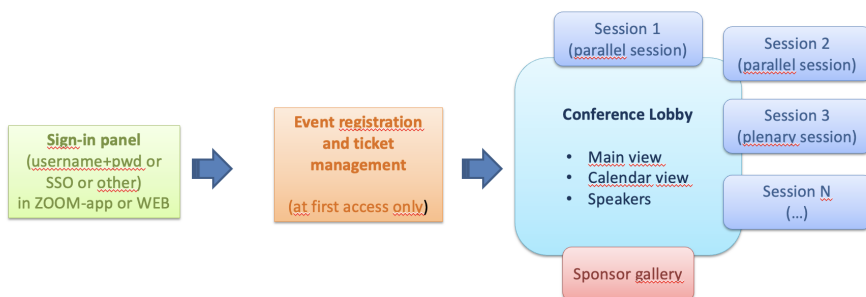 Sign-in panel
(username+pwd or
SSO or other)
in ZOOM-app or WEB
Event registration
and ticket
management
(at first access only)
Conference Lobby
• Main view
• Calendar view
• Speakers
Session 1
(parallel session)
Session 2
(parallel session)
Session 3
(plenary session)
Session N
(...)
Sponsor gallery